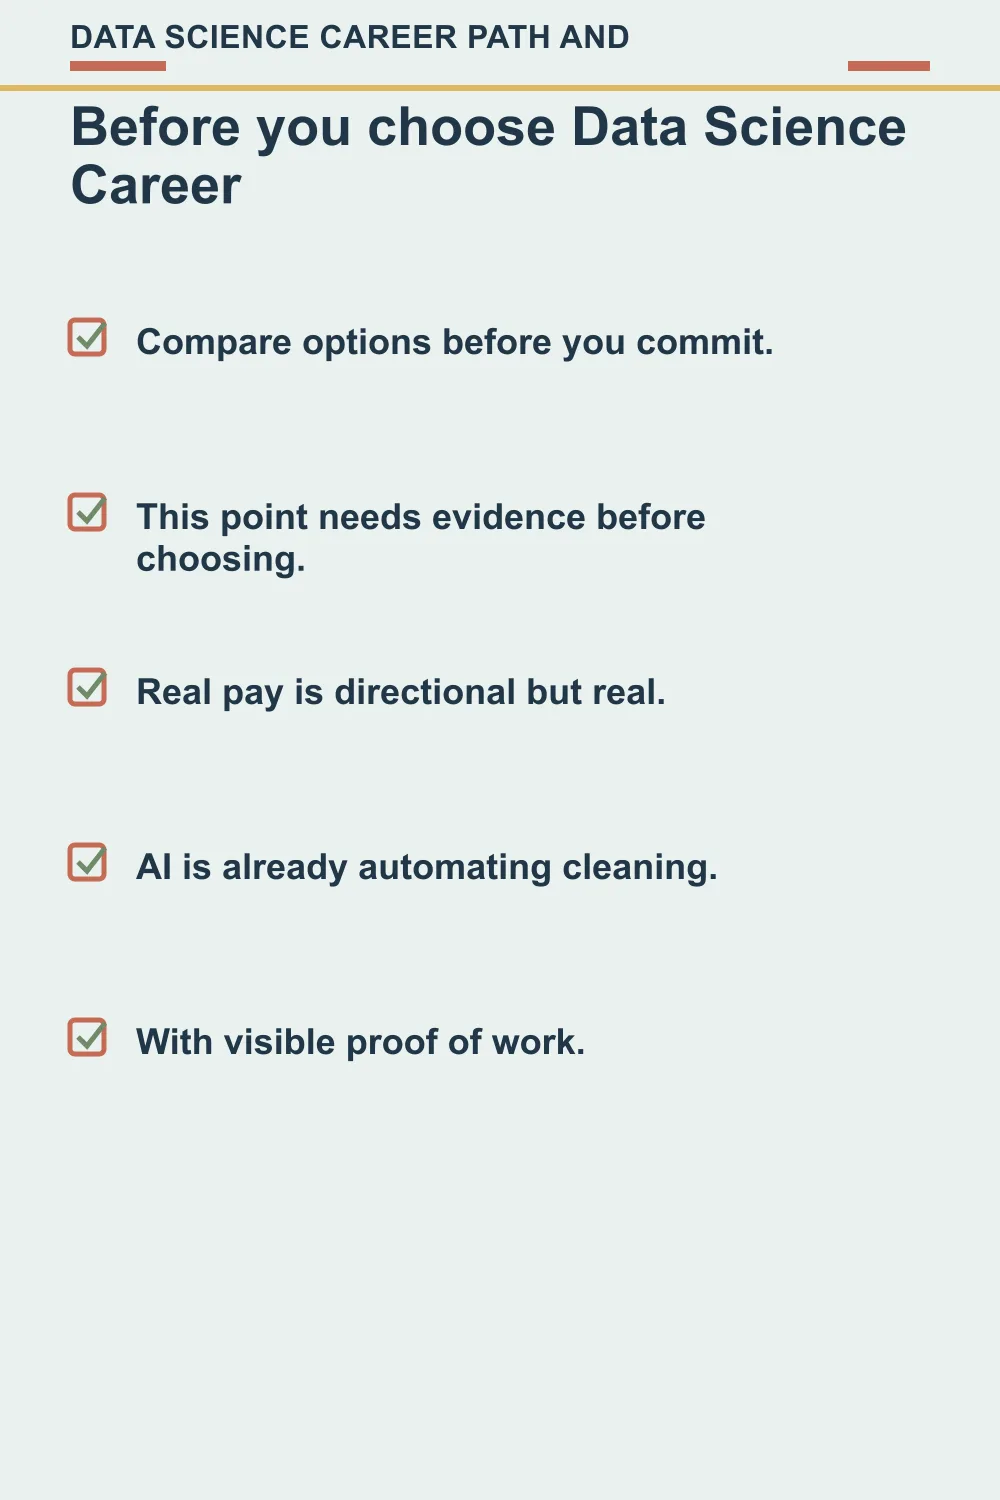 DATA SCIENCE CAREER PATH AND
Before you choose Data Science
Career
Compare options before you commit.
This point needs evidence before
choosing.
Real pay is directional but real.
AI is already automating cleaning.
With visible proof of work.